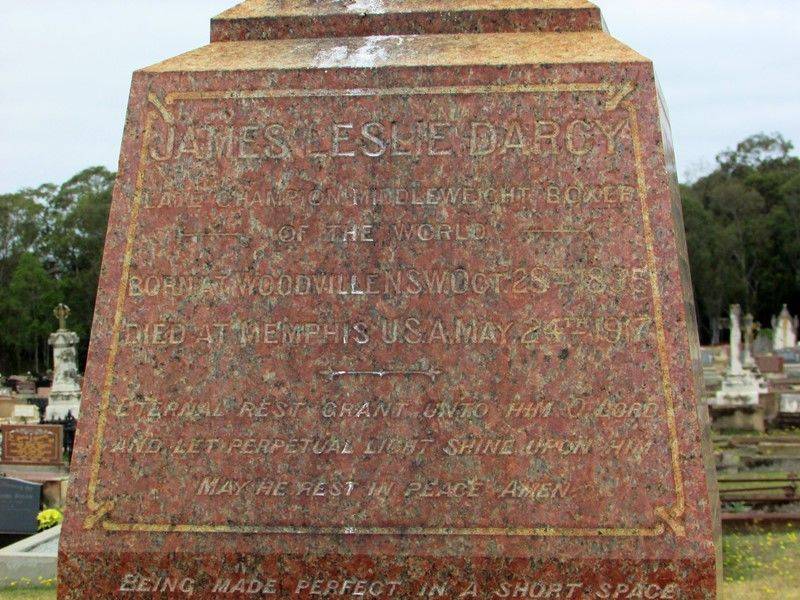 JAMES LESLIE DARCY
LATE CHAMPION MIDDLEWEIGHT BOXER
OF THE WORLD
BORN AT WOODVILLE N.S.W. OCT 28TH 1895
DIED AT MEMPHIS U.S.A. MAY 24TH 1917
ETERNAL REST GRANT UNTO HIM O LORD
AND LET PERPETUAL LIGHT SHINE UPON HIM
MAY HE REST IN PEACE AMEN
BEING MADE PERFECT IN A SHORT SPACE